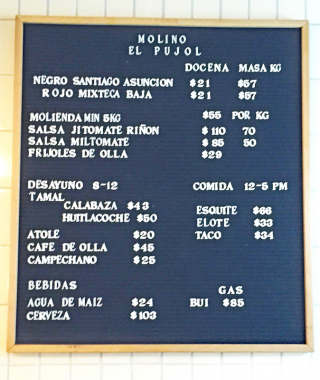 MOLINO
EL PUJOL
DOCENA MASA KG
NEGRO SANTIAGO ASUNCION $21 $57
ROJO MIXTECA BAJA $21 $57
MOLIENDA MIN 5KG $55 POR KG
SALSA JITOMATE RIÑON $110 70
SALSA MILTOMATE $85 50
FRIJOLES DE OLLA $29
DESAYUNO 8-12
TAMAL
CALABAZA $43
HUITLACOCHE $50
ATOLE $20
CAFE DE OLLA $45
CAMPECHANO $25
COMIDA 12-5 PM
ESQUITE $66
ELOTE $33
TACO $34
BEBIDAS
AGUA DE MAIZ $24
CERVEZA $103
GAS
BUI $85